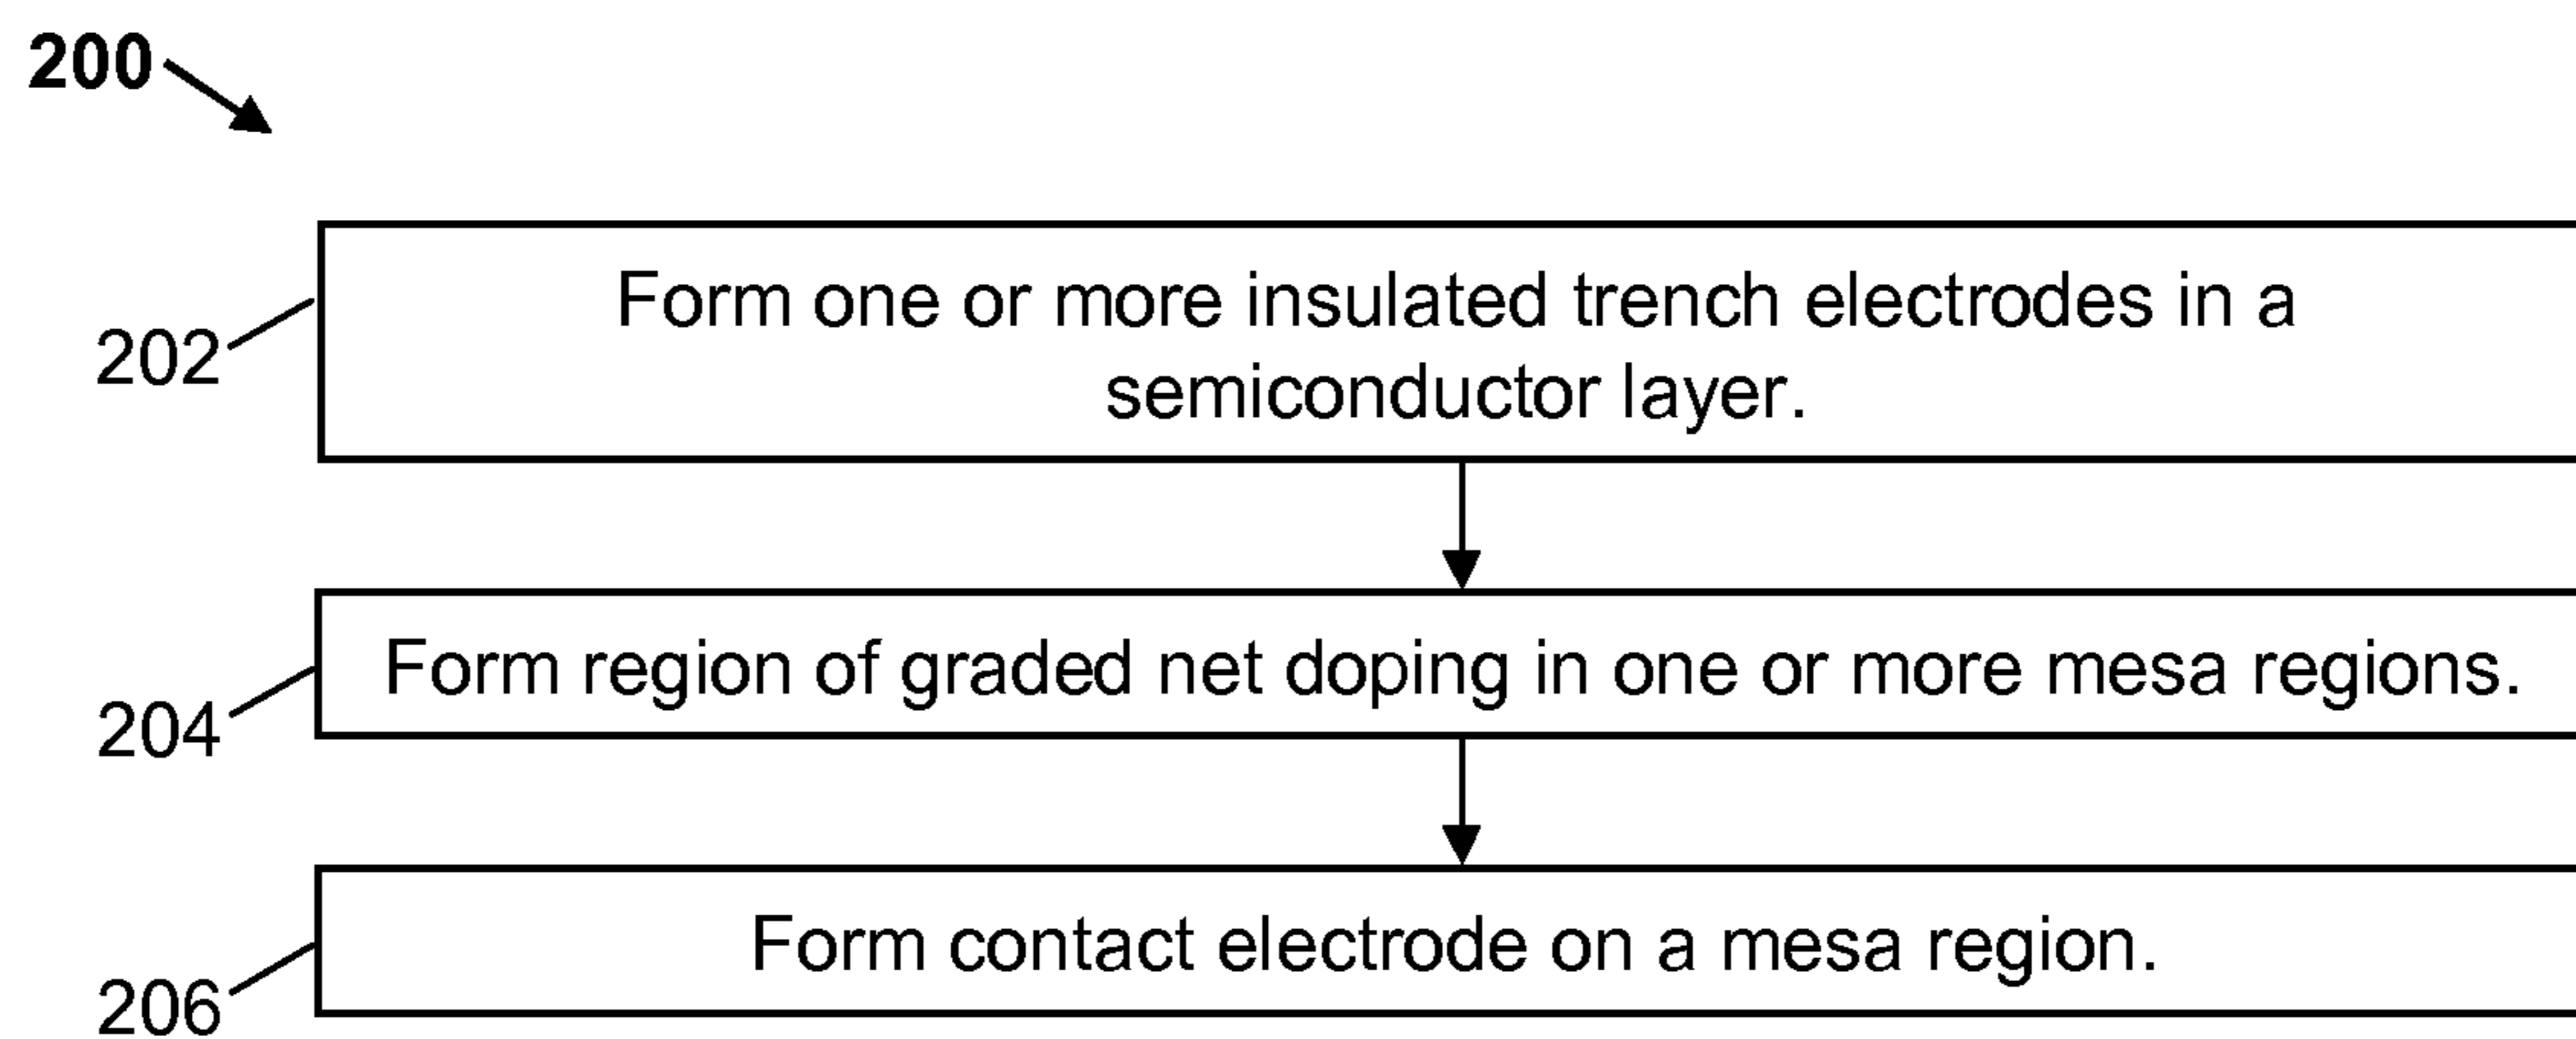 200
202
Form one or more insulated trench electrodes in a
semiconductor layer.
204
Form region of graded net doping in one or more mesa regions.
206
Form contact electrode on a mesa region.